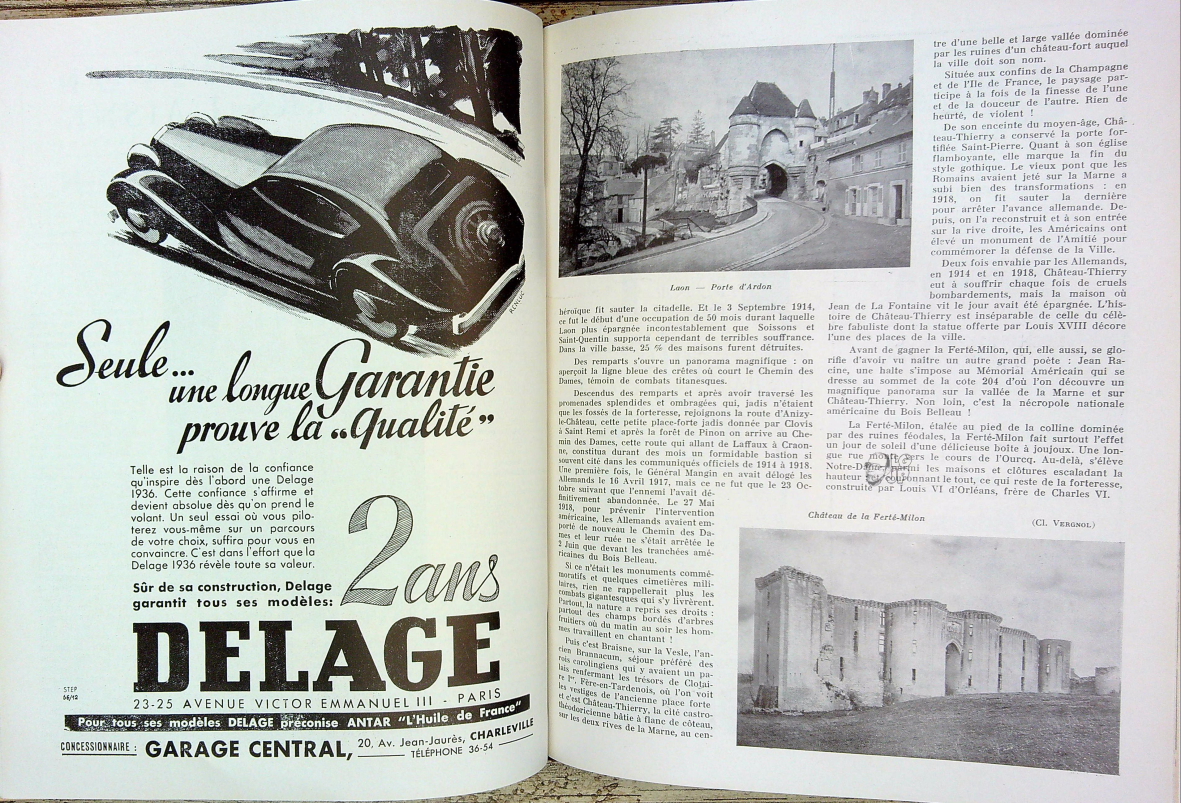 RENLUC
Seule...
une longue Garantie
prouve la "Qualité"
Telle est la raison de la confiance
qu'inspire dès l'abord une Delage
1936. Cette confiance s'affirme et
devient absolue dès qu'on prend le
volant. Un seul essai où vous pilo-
terez vous-même sur un parcours
de votre choix, suffira pour vous en
convaincre. C'est dans l'effort que la
Delage 1936 révèle toute sa valeur.
Sûr de sa construction, Delage
garantit tous ses modèles:
2 ans
DELAGE
STEP
66/12
23-25 AVENUE VICTOR EMMANUEL III - PARIS
Pour tous ses modèles DELAGE préconise ANTAR "L'Huile de France"
CONCESSIONNAIRE : GARAGE CENTRAL, 20, Av. Jean-Jaurès, CHARLEVILLE
TÉLÉPHONE 36-54
Laon — Porte d'Ardon
héroïque fit sauter la citadelle. Et le 3 Septembre 1914,
ce fut le début d'une occupation de 50 mois durant laquelle
Laon plus épargnée incontestablement que Soissons et
Saint-Quentin supporta cependant de terribles souffrance.
Dans la ville basse, 25 % des maisons furent détruites.
Des remparts s'ouvre un panorama magnifique : on
aperçoit la ligne bleue des crêtes où court le Chemin des
Dames, témoin de combats titanesques.
Descendus des remparts et après avoir traversé les
promenades splendides et ombragées qui, jadis n'étaient
que les fossés de la forteresse, rejoignons la route d'Anizy-
le-Château, cette petite place-forte jadis donnée par Clovis
à Saint Remi et après la forêt de Pinon on arrive au Che-
min des Dames, cette route qui allant de Laffaux à Craon-
ne, constitua durant des mois un formidable bastion si
souvent cité dans les communiqués officiels de 1914 à 1918.
Une première fois, le Général Mangin en avait délogé les
Allemands le 16 Avril 1917, mais ce ne fut que le 23 Oc-
tobre suivant que l'ennemi l'avait dé-
finitivement abandonnée. Le 27 Mai
1918, pour prévenir l'intervention
américaine, les Allemands avaient em-
porté de nouveau le Chemin des Da-
mes et leur ruée ne s'était arrêtée le
2 Juin que devant les tranchées amé-
ricaines du Bois Belleau.
Si ce n'était les monuments commé-
moratifs et quelques cimetières mili-
taires, rien ne rappellerait plus les
combats gigantesques qui s'y livrèrent.
Partout, la nature a repris ses droits :
partout des champs bordés d'arbres
fruitiers où du matin au soir les hom-
mes travaillent en chantant !
Puis c'est Braisne, sur la Vesle, l'an-
cien Brannacum, séjour préféré des
rois carolingiens qui y avaient un pa-
lais renfermant les trésors de Clotai-
re Iᵉʳ. Fère-en-Tardenois, où l'on voit
les vestiges de l'ancienne place forte
et c'est Château-Thierry, la cité castro-
théodoricienne bâtie à flanc de côteau,
sur les deux rives de la Marne, au cen-
tre d'une belle et large vallée dominée
par les ruines d'un château-fort auquel
la ville doit son nom.
Située aux confins de la Champagne
et de l'Ile de France, le paysage par-
ticipe à la fois de la finesse de l'une
et de la douceur de l'autre. Rien de
heurté, de violent !
De son enceinte du moyen-âge, Châ-
teau-Thierry a conservé la porte for-
tifiée Saint-Pierre. Quant à son église
flamboyante, elle marque la fin du
style gothique. Le vieux pont que les
Romains avaient jeté sur la Marne a
subi bien des transformations : en
1918, on fit sauter la dernière
pour arrêter l'avance allemande. De-
puis, on l'a reconstruit et à son entrée
sur la rive droite, les Américains ont
élevé un monument de l'Amitié pour
commémorer la défense de la Ville.
Deux fois envahie par les Allemands,
en 1914 et en 1918, Château-Thierry
eut à souffrir chaque fois de cruels
bombardements, mais la maison où
Jean de La Fontaine vit le jour avait été épargnée. L'his-
toire de Château-Thierry est inséparable de celle du célè-
bre fabuliste dont la statue offerte par Louis XVIII décore
l'une des places de la ville.
Avant de gagner la Ferté-Milon, qui, elle aussi, se glo-
rifie d'avoir vu naître un autre grand poète : Jean Ra-
cine, une halte s'impose au Mémorial Américain qui se
dresse au sommet de la cote 204 d'où l'on découvre un
magnifique panorama sur la vallée de la Marne et sur
Château-Thierry. Non loin, c'est la nécropole nationale
américaine du Bois Belleau !
La Ferté-Milon, étalée au pied de la colline dominée
par des ruines féodales, la Ferté-Milon fait surtout l'effet
un jour de soleil d'une délicieuse boîte à joujoux. Une lon-
gue rue le cours de l'Ourcq. Au-delà, s'élève
Notre-Dame parmi les maisons et clôtures escaladant la
hauteur et couronnant le tout, ce qui reste de la forteresse,
construite par Louis VI d'Orléans, frère de Charles VI.
Château de la Ferté-Milon
(Cl. VERGNOL)